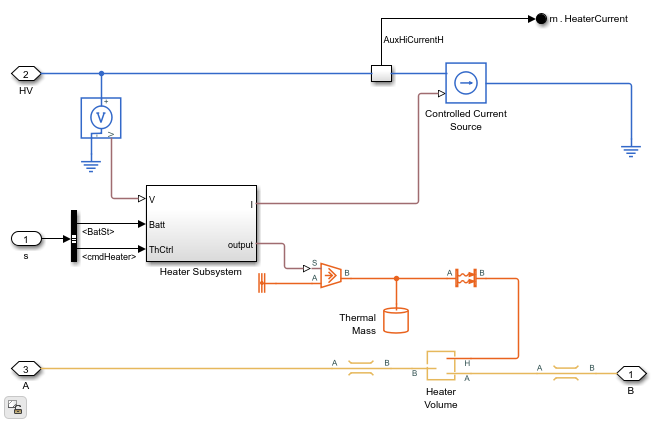 m . HeaterCurrent
AuxHiCurrentH
2
HV
+
V
-
V
Controlled Current
Source
V
I
Batt
1
<BatSt>
s
output
ThCtrl
<cmdHeater>
Heater Subsystem
S
B
A
A
B
Thermal
Mass
3
A
A
B
B
H
A
A
B
1
B
Heater
Volume